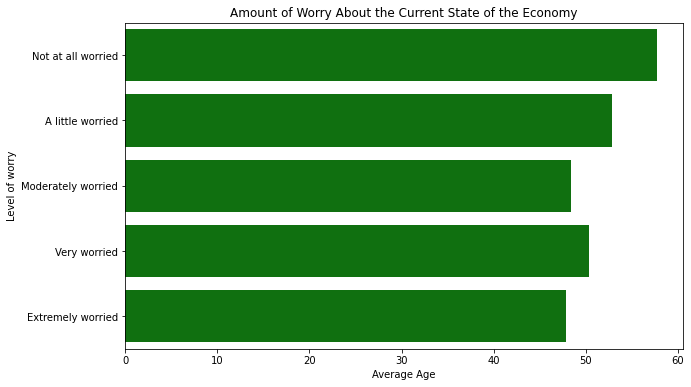 Amount of Worry About the Current State of the Economy
Level of worry
Not at all worried
A little worried
Moderately worried
Very worried
Extremely worried
0 10 20 30 40 50 60
Average Age